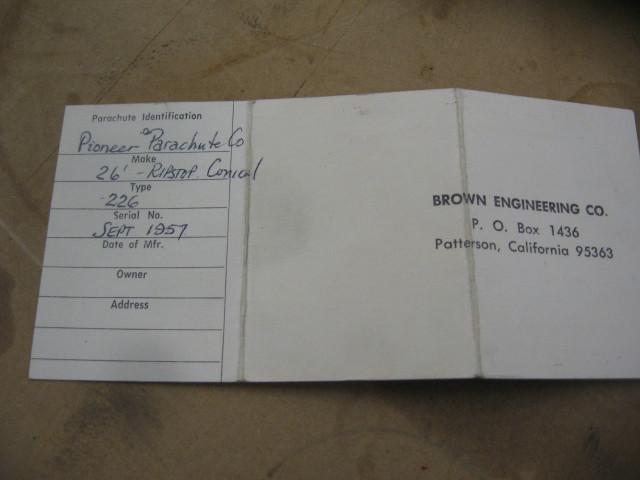 Parachute Identification
Pioneer Parachute Co
Make
26' - RIPSTOP. Conical
Type
226
Serial No.
SEPT 1957
Date of Mfr.
Owner
Address
BROWN ENGINEERING CO.
P. O. Box 1436
Patterson, California 95363